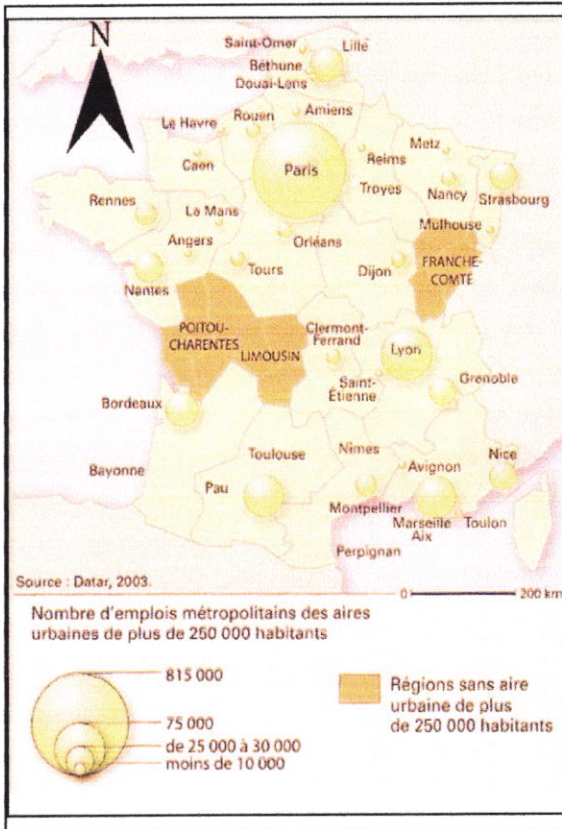 N
Saint-Omer
Lille
Béthune
Douai-Lens
Amiens
Le Havre
Rouen
Caen
Paris
Reims
Metz
Troyes
Nancy
Strasbourg
Rennes
La Mans
Mulhouse
Angers
Orléans
FRANCHE-
COMTÉ
Tours
Dijon
Nantes
POITOU-
CHARENTES
LIMOUSIN
Clermont-
Ferrand
Lyon
Saint-
Étienne
Grenoble
Bordeaux
Toulouse
Nîmes
Avignon
Nice
Bayonne
Pau
Montpellier
Marseille
Aix
Toulon
Perpignan
Source : Datar, 2003.
0 200 km
Nombre d'emplois métropolitains des aires
urbaines de plus de 250 000 habitants
815 000
75 000
de 25 000 à 30 000
moins de 10 000
Régions sans aire
urbaine de plus
de 250 000 habitants